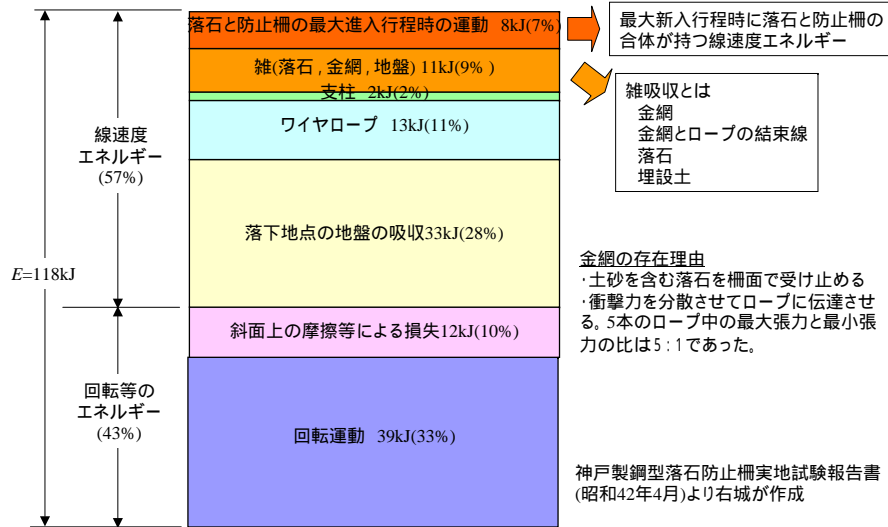 落石と防止柵の最大進入行程時の運動 8kJ(7%)
雑(落石,金網,地盤) 11kJ(9%)
支柱 2kJ(2%)
ワイヤロープ 13kJ(11%)
落下地点の地盤の吸収33kJ(28%)
斜面上の摩擦等による損失12kJ(10%)
回転運動 39kJ(33%)
線速度
エネルギー
(57%)
E=118kJ
回転等の
エネルギー
(43%)
最大新入行程時に落石と防止柵の
合体が持つ線速度エネルギー
雑吸収とは
金網
金網とロープの結束線
落石
埋設土
金網の存在理由
・土砂を含む落石を柵面で受け止める
・衝撃力を分散させてロープに伝達させ
る。5本のロープ中の最大張力と最小張
力の比は5:1であった。
神戸製鋼型落石防止柵実地試験報告書
(昭和42年4月)より右城が作成